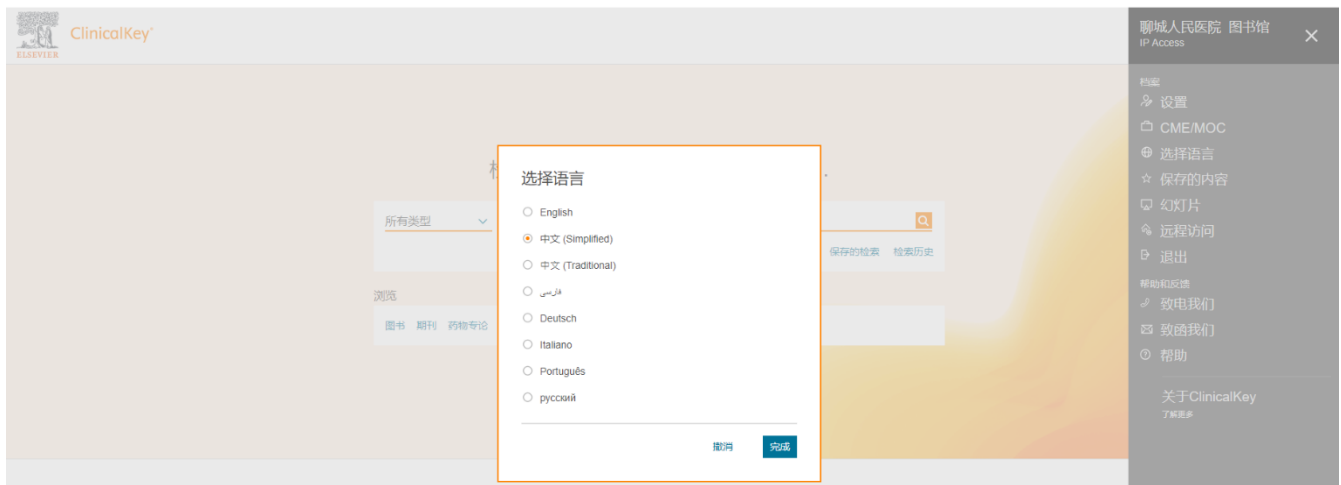 ELSEVIER
ClinicalKey®
聊城人民医院 图书馆
IP Access
档案
设置
CME/MOC
选择语言
保存的内容
幻灯片
远程访问
退出
帮助和反馈
致电我们
致函我们
帮助
关于ClinicalKey
了解更多
所有类型
保存的检索 检索历史
浏览
图书 期刊 药物专论
选择语言
English
中文 (Simplified)
中文 (Traditional)
فارسی
Deutsch
Italiano
Português
русский
撤消 完成